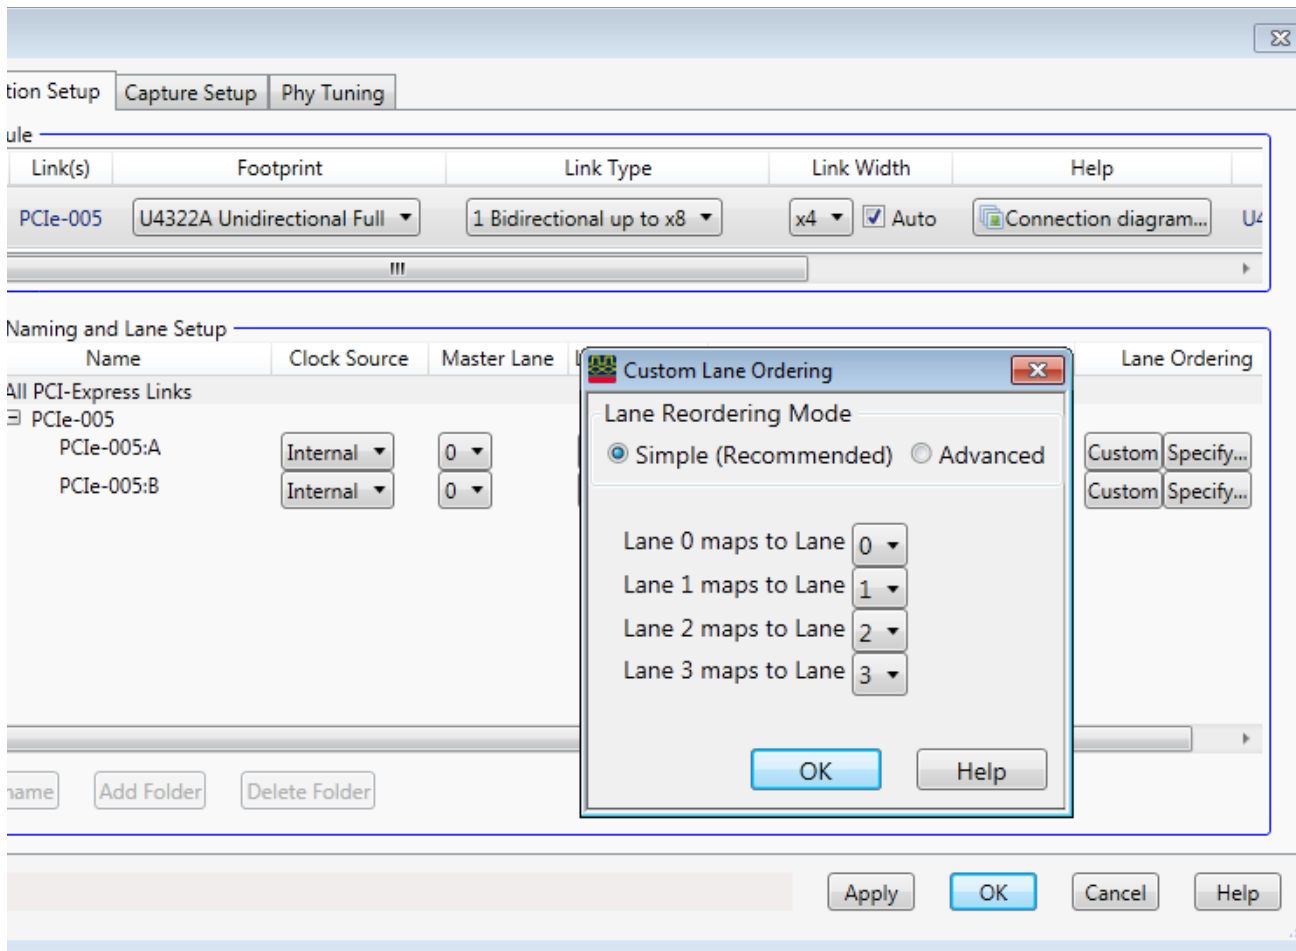 tion Setup Capture Setup Phy Tuning
ule
Link(s) Footprint Link Type Link Width Help
PCIe-005 U4322A Unidirectional Full 1 Bidirectional up to x8 x4 Auto Connection diagram... U4
Naming and Lane Setup
Name Clock Source Master Lane Lane Ordering
All PCI-Express Links
PCIe-005
PCIe-005:A Internal 0 Custom Specify...
PCIe-005:B Internal 0 Custom Specify...
Custom Lane Ordering
Lane Reordering Mode
Simple (Recommended) Advanced
Lane 0 maps to Lane 0
Lane 1 maps to Lane 1
Lane 2 maps to Lane 2
Lane 3 maps to Lane 3
OK Help
name Add Folder Delete Folder
Apply OK Cancel Help